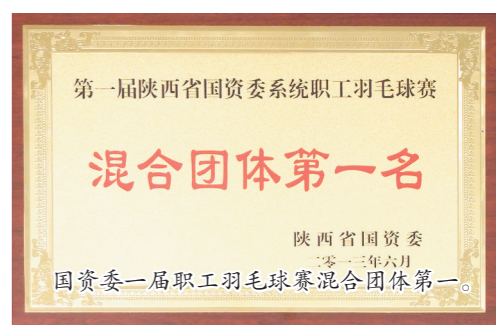 第一届陕西省国资委系统职工羽毛球赛
混合团体第一名
陕西省国资委
二零一三年六月
国资委一届职工羽毛球赛混合团体第一。